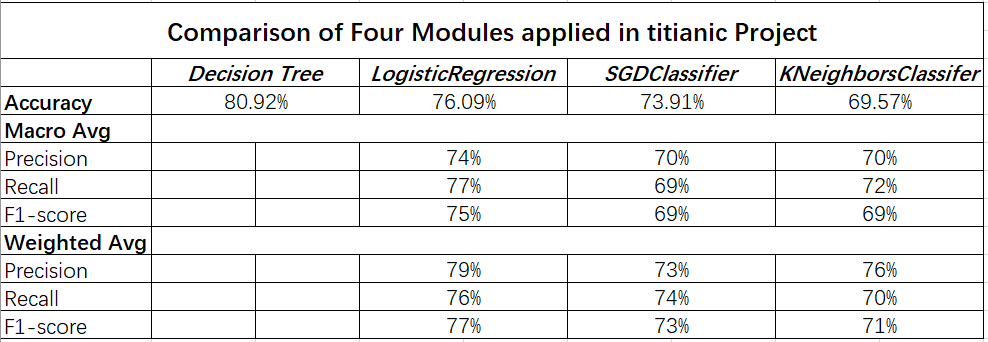 Comparison of Four Modules applied in titianic Project
Decision Tree LogisticRegression SGDClassifier KNeighborsClassifer
Accuracy 80.92% 76.09% 73.91% 69.57%
Macro Avg
Precision 74% 70% 70%
Recall 77% 69% 72%
F1-score 75% 69% 69%
Weighted Avg
Precision 79% 73% 76%
Recall 76% 74% 70%
F1-score 77% 73% 71%